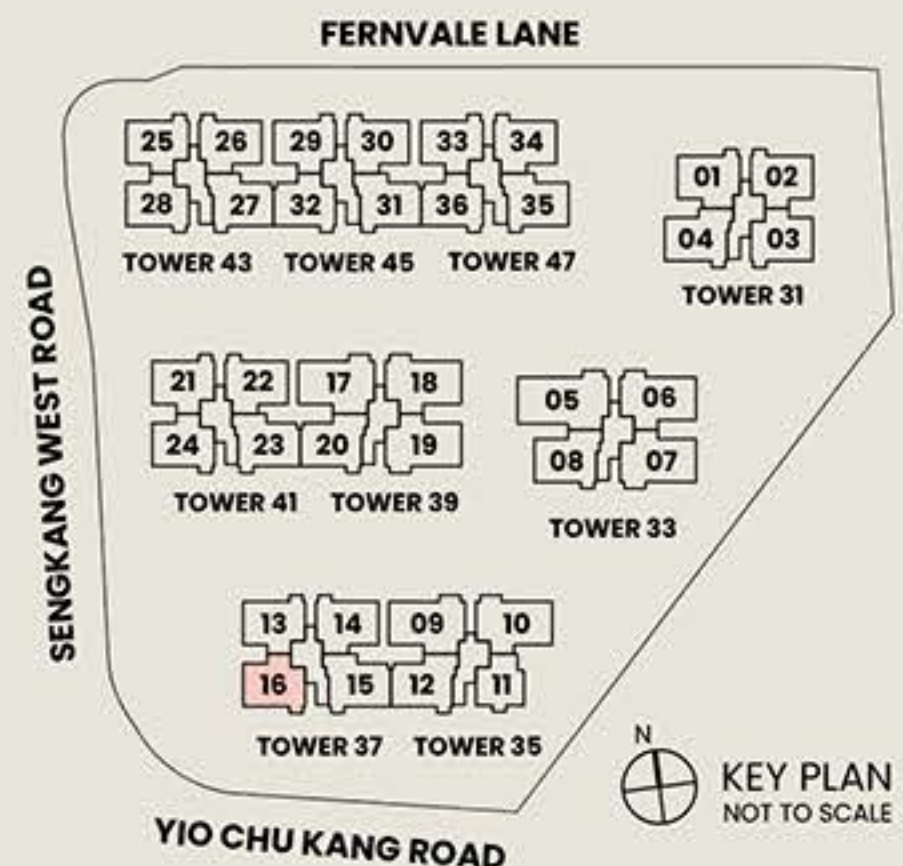 FERNVALE LANE
25 26 29 30 33 34
28 27 32 31 36 35
TOWER 43 TOWER 45 TOWER 47
01 02
04 03
TOWER 31
SENGKANG WEST ROAD
21 22 17 18
24 23 20 19
TOWER 41 TOWER 39
05 06
08 07
TOWER 33
13 14 09 10
16 15 12 11
TOWER 37 TOWER 35
N
KEY PLAN
NOT TO SCALE
YIO CHU KANG ROAD